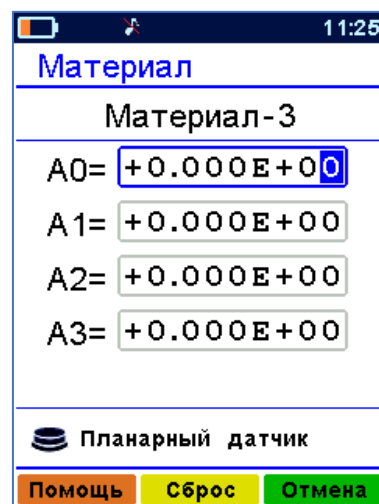 11:25
Материал
Материал-3
A0= +0.000E+00
A1= +0.000E+00
A2= +0.000E+00
A3= +0.000E+00
Планарный датчик
Помощь Сброс Отмена